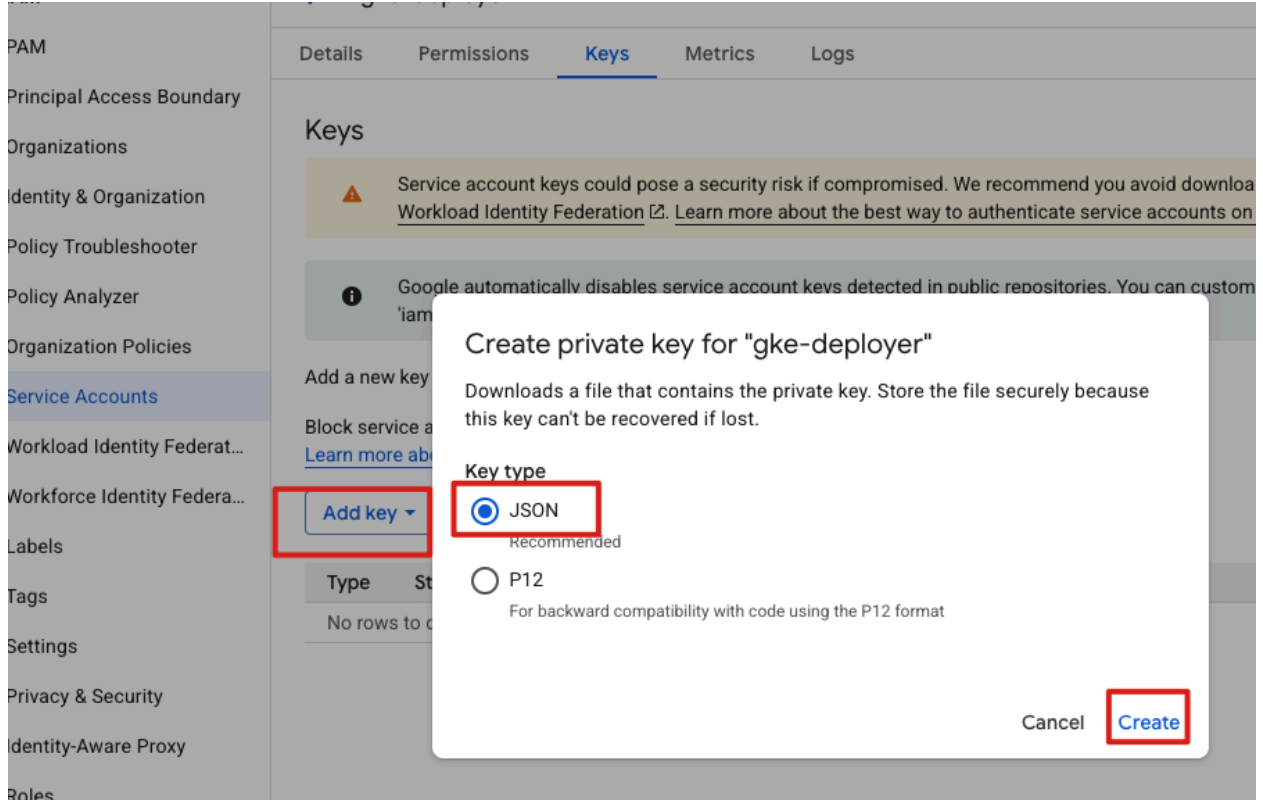 PAM
Principal Access Boundary
Organizations
Identity & Organization
Policy Troubleshooter
Policy Analyzer
Organization Policies
Service Accounts
Workload Identity Federat...
Workforce Identity Federa...
Labels
Tags
Settings
Privacy & Security
Identity-Aware Proxy
Roles
Details Permissions Keys Metrics Logs
Keys
Service account keys could pose a security risk if compromised. We recommend you avoid downloa
Workload Identity Federation. Learn more about the best way to authenticate service accounts on
Google automatically disables service account keys detected in public repositories. You can custom
'iam
Add a new key
Block service a
Learn more abo
Add key
Type St
No rows to
Create private key for "gke-deployer"
Downloads a file that contains the private key. Store the file securely because
this key can't be recovered if lost.
Key type
JSON
Recommended
P12
For backward compatibility with code using the P12 format
Cancel Create